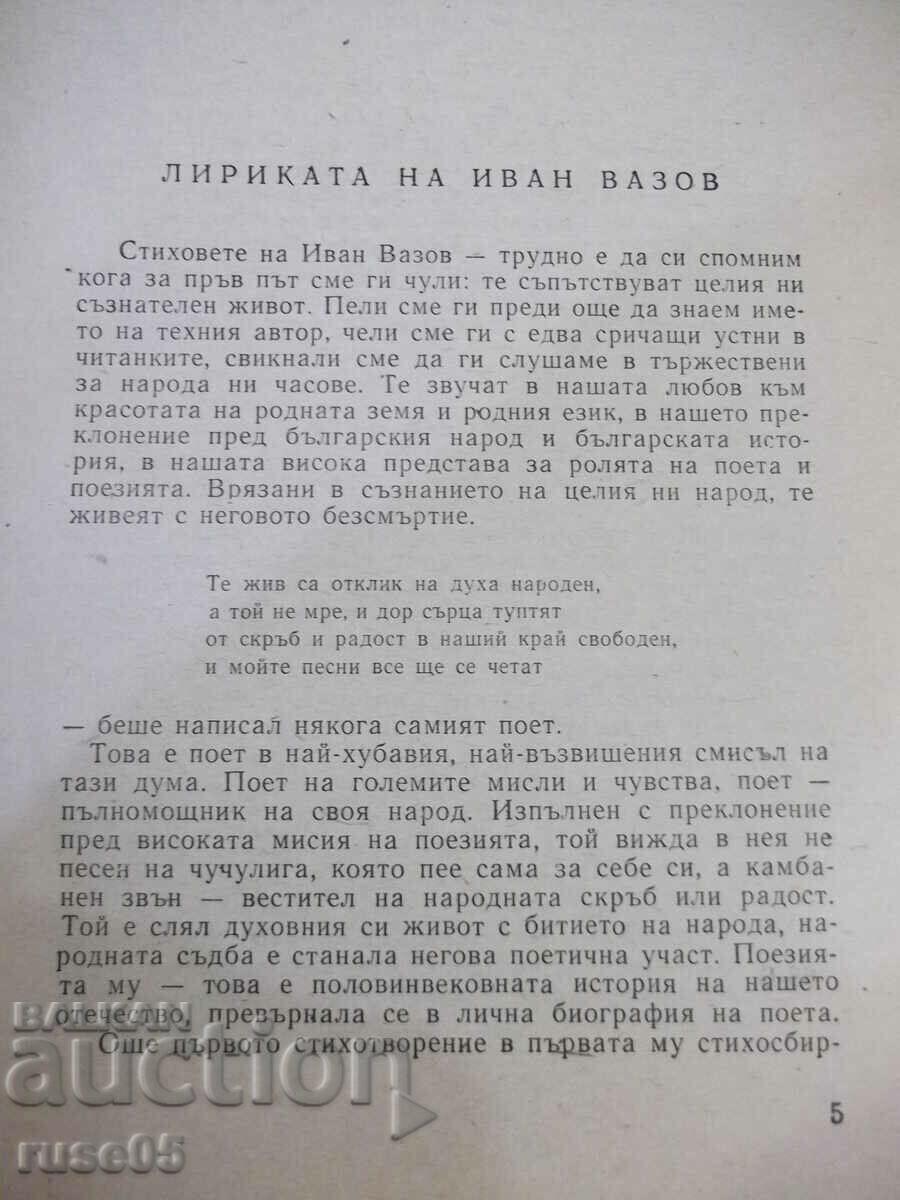 ЛИРИКАТА НА ИВАН ВАЗОВ
Стиховете на Иван Вазов — трудно е да си спомним
кога за пръв път сме ги чули: те съпътствуват целия ни
съзнателен живот. Пели сме ги преди още да знаем име-
то на техния автор, чели сме ги с едва сричащи устни в
читанките, свикнали сме да ги слушаме в тържествени
за народа ни часове. Те звучат в нашата любов към
красотата на родната земя и родния език, в нашето пре-
клонение пред българския народ и българската исто-
рия, в нашата висока представа за ролята на поета и
поезията. Врязани в съзнанието на целия ни народ, те
живеят с неговото безсмъртие.
Те жив са отклик на духа народен,
а той не мре, и дор сърца туптят
от скръб и радост в наший край свободен,
и мойте песни все ще се четат
— беше написал някога самият поет.
Това е поет в най-хубавия, най-възвишения смисъл на
тази дума. Поет на големите мисли и чувства, поет —
пълномощник на своя народ. Изпълнен с преклонение
пред високата мисия на поезията, той вижда в нея не
песен на чучулига, която пее сама за себе си, а камба-
нен звън — вестител на народната скръб или радост.
Той е слял духовния си живот с битието на народа, на-
родната съдба е станала негова поетична участ. Поезия-
та му — това е половинвековната история на нашето
отечество, превърнала се в лична биография на поета.
Още първото стихотворение в първата му стихосбир-
5
BALKAN
auction
ruse05